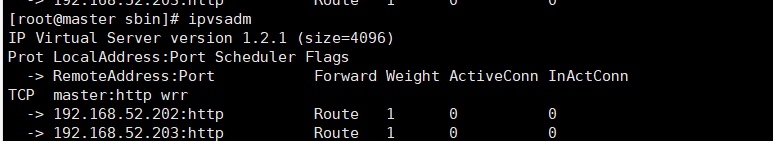 -> 192.168.52.203:http Route 1 0 0
[root@master sbin]# ipvsadm
IP Virtual Server version 1.2.1 (size=4096)
Prot LocalAddress:Port Scheduler Flags
-> RemoteAddress:Port Forward Weight ActiveConn InActConn
TCP master:http wrr
-> 192.168.52.202:http Route 1 0 0
-> 192.168.52.203:http Route 1 0 0